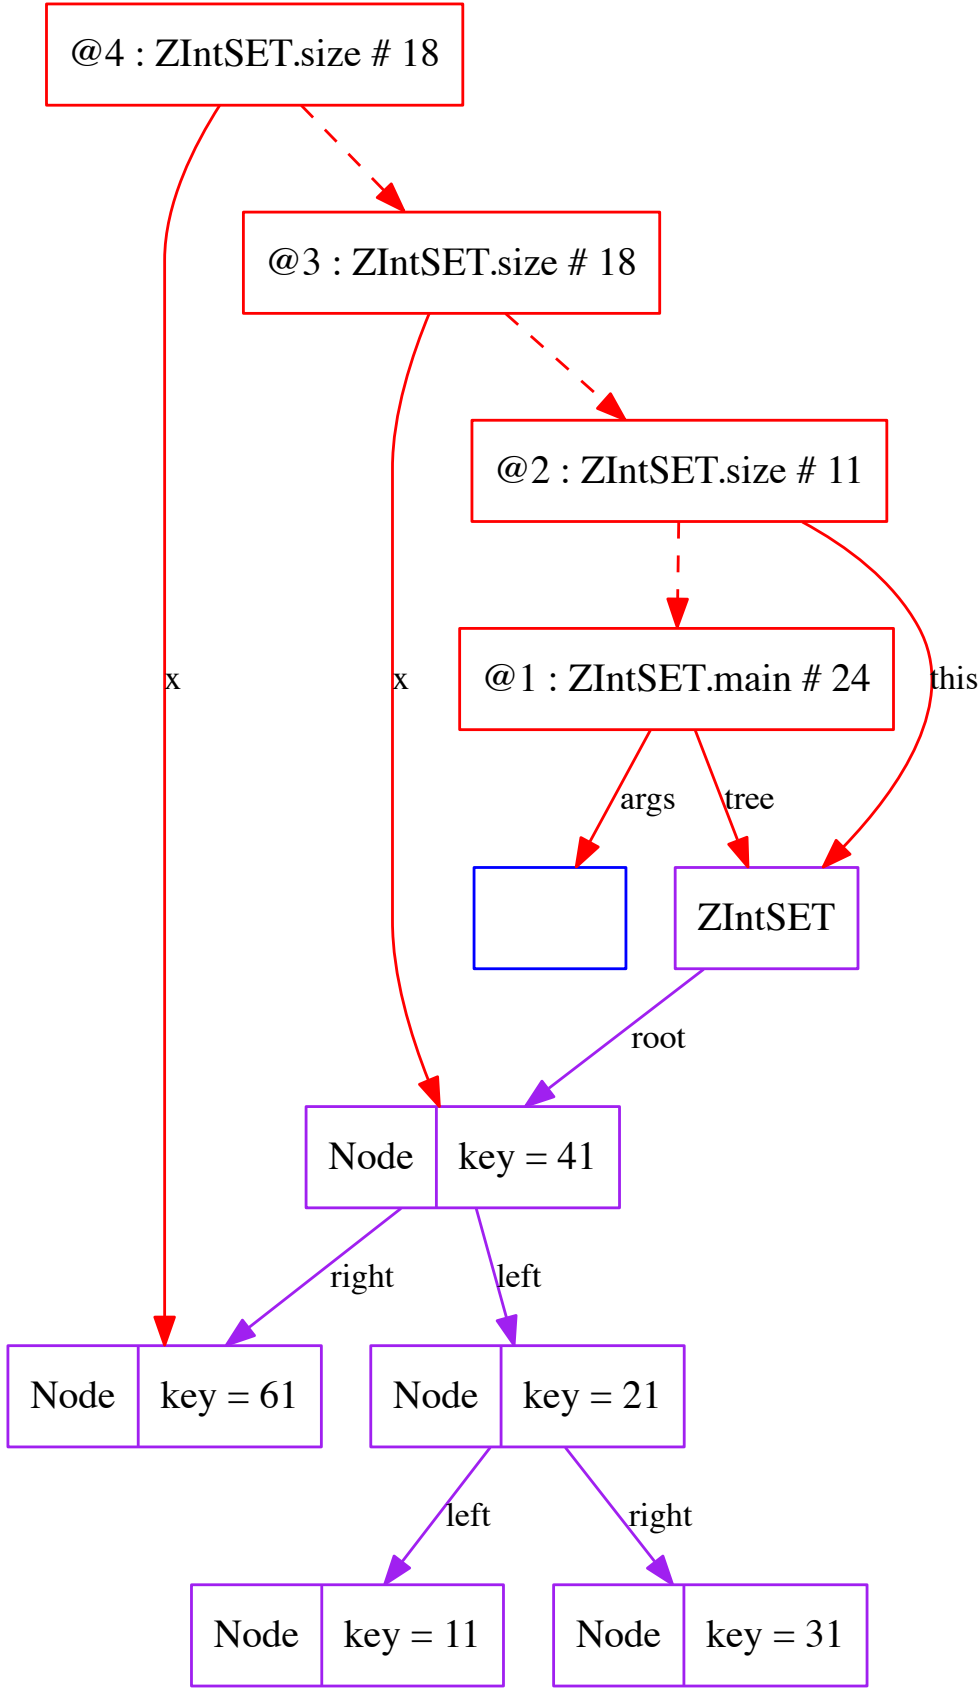 @4 : ZIntSET.size # 18
@3 : ZIntSET.size # 18
@2 : ZIntSET.size # 11
x
x
@1 : ZIntSET.main # 24
this
args
tree
ZIntSET
root
Node
key = 41
right
left
Node
key = 61
Node
key = 21
left
right
Node
key = 11
Node
key = 31